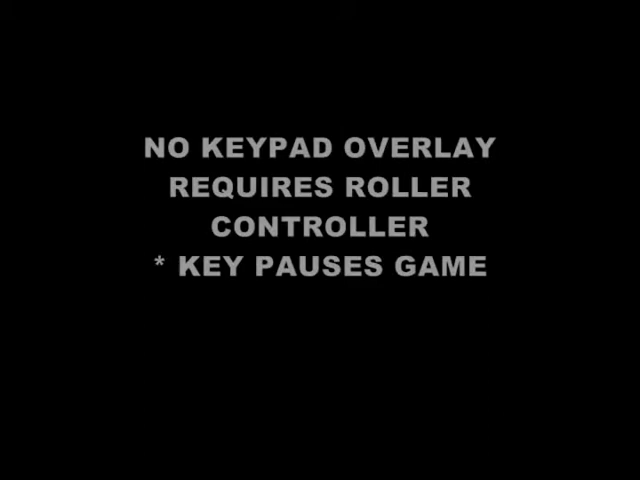 NO KEYPAD OVERLAY
REQUIRES ROLLER
CONTROLLER
* KEY PAUSES GAME